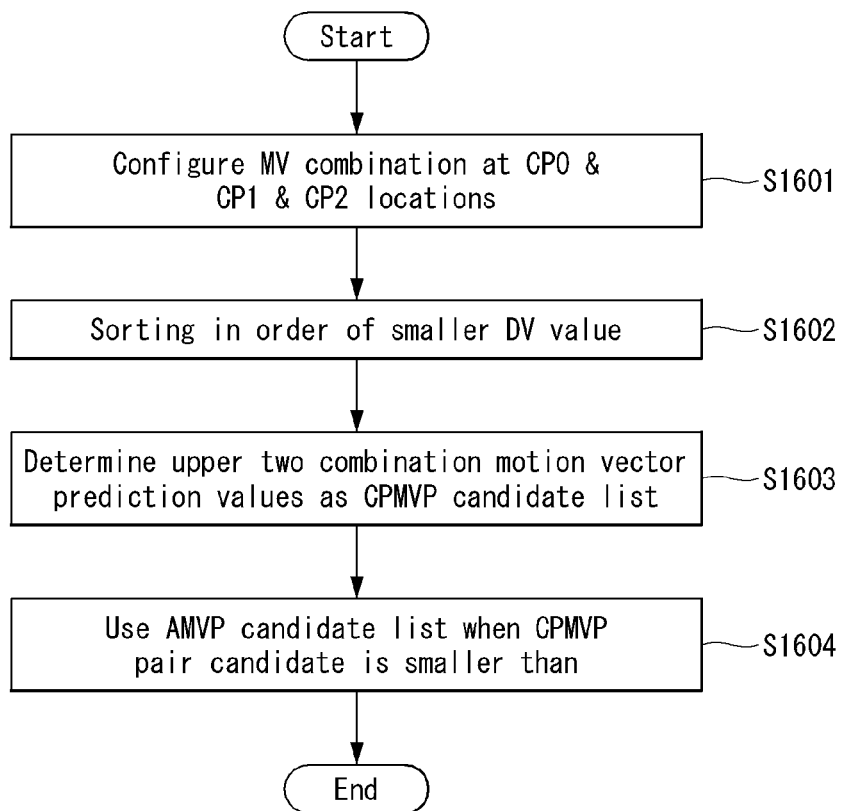 Start
Configure MV combination at CP0 &
CP1 & CP2 locations
S1601
Sorting in order of smaller DV value
S1602
Determine upper two combination motion vector
prediction values as CPMVP candidate list
S1603
Use AMVP candidate list when CPMVP
pair candidate is smaller than
S1604
End